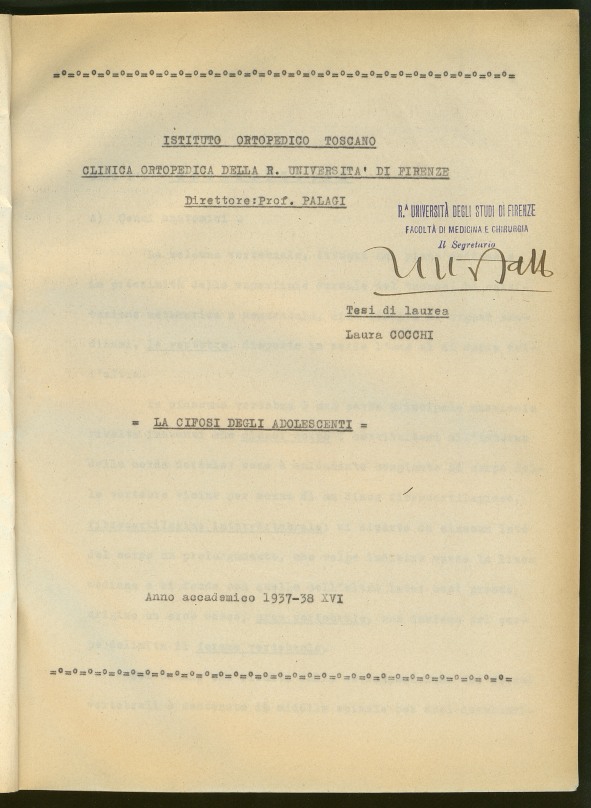 =°=°=°=°=°=°=°=°=°=°=°=°=°=°=°=°=°=°=°=°=°=°=°=°=°=°=°=°=°=°=°=
ISTITUTO ORTOPEDICO TOSCANO
CLINICA ORTOPEDICA DELLA R. UNIVERSITA' DI FIRENZE
Direttore:Prof. PALAGI
R.ᴬ UNIVERSITÀ DEGLI STUDI DI FIRENZE
FACOLTÀ DI MEDICINA E CHIRURGIA
Il Segretario
Tesi di laurea
Laura COCCHI
= LA CIFOSI DEGLI ADOLESCENTI =
Anno accademico 1937-38 XVI
=°=°=°=°=°=°=°=°=°=°=°=°=°=°=°=°=°=°=°=°=°=°=°=°=°=°=°=°=°=°=°=